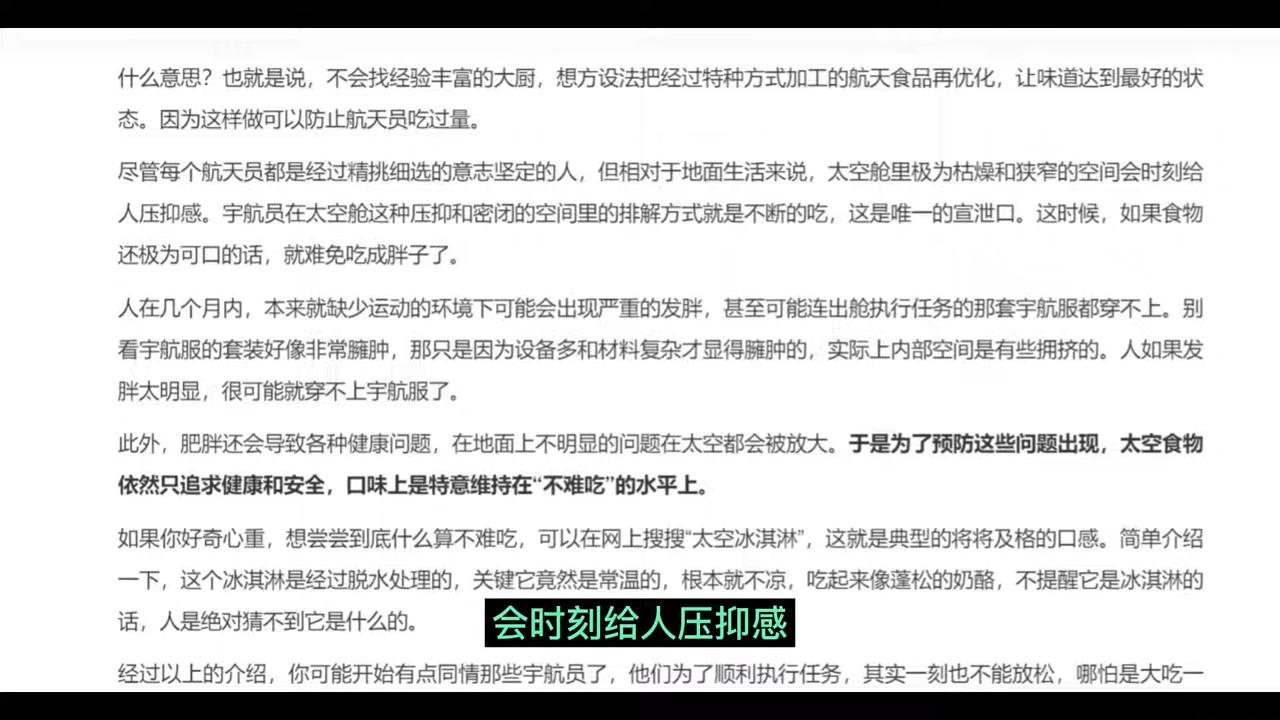 什么意思？也就是说，不会找经验丰富的大厨，想方设法把经过特种方式加工的航天食品再优化，让味道达到最好的状
态。因为这样做可以防止航天员吃过量。
尽管每个航天员都是经过精挑细选的意志坚定的人，但相对于地面生活来说，太空舱里极为枯燥和狭窄的空间会时刻给
人压抑感。宇航员在太空舱这种压抑和密闭的空间里的排解方式就是不断的吃，这是唯一的宣泄口。这时候，如果食物
还极为可口的话，就难免吃成胖子了。
人在几个月内，本来就缺少运动的环境下可能会出现严重的发胖，甚至可能连出舱执行任务的那套宇航服都穿不上。别
看宇航服的套装好像非常臃肿，那只是因为设备多和材料复杂才显得臃肿的，实际上内部空间是有些拥挤的。人如果发
胖太明显，很可能就穿不上宇航服了。
此外，肥胖还会导致各种健康问题，在地面上不明显的问题在太空都会被放大。于是为了预防这些问题出现，太空食物
依然只追求健康和安全，口味上是特意维持在“不难吃”的水平上。
如果你好奇心重，想尝尝到底什么算不难吃，可以在网上搜搜“太空冰淇淋”，这就是典型的将将及格的口感。简单介绍
一下，这个冰淇淋是经过脱水处理的，关键它竟然是常温的，根本就不凉，吃起来像蓬松的奶酪，不提醒它是冰淇淋的
话，人是绝对猜不到它是什么的。
会时刻给人压抑感
经过以上的介绍，你可能开始有点同情那些宇航员了，他们为了顺利执行任务，其实一刻也不能放松，哪怕是大吃一